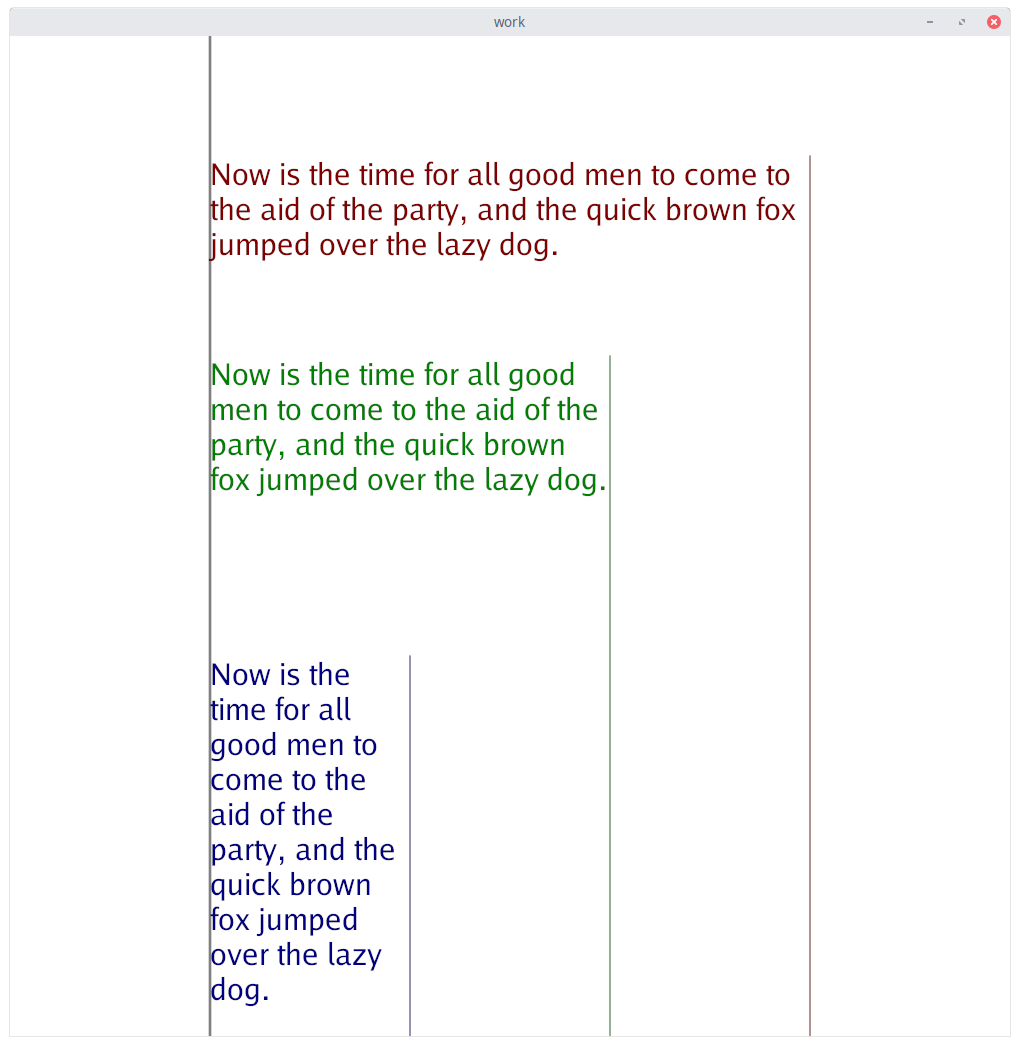 work
Now is the time for all good men to come to
the aid of the party, and the quick brown fox
jumped over the lazy dog.
Now is the time for all good
men to come to the aid of the
party, and the quick brown
fox jumped over the lazy dog.
Now is the
time for all
good men to
come to the
aid of the
party, and the
quick brown
fox jumped
over the lazy
dog.